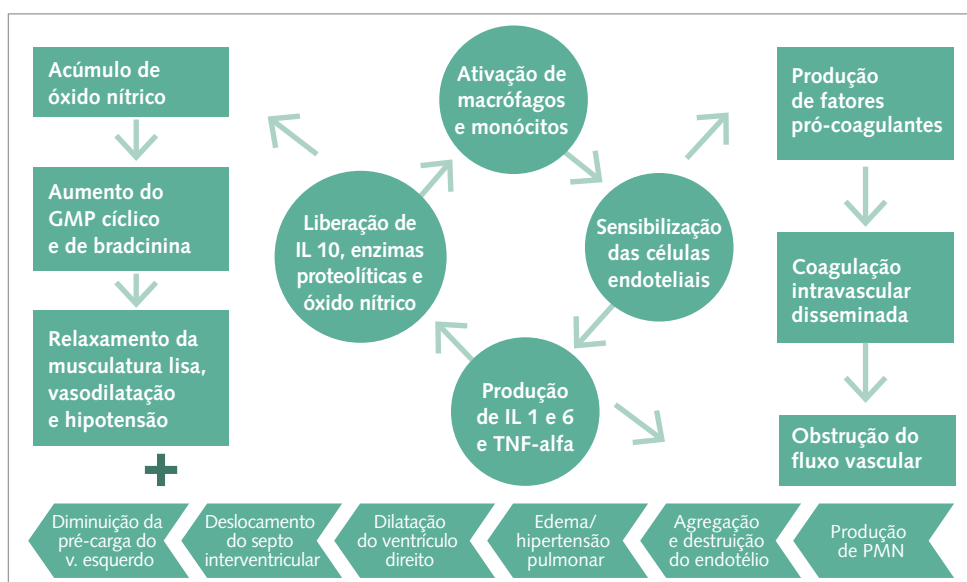 Acúmulo de
óxido nítrico
Aumento do
GMP cíclico
e de bradcinina
Relaxamento da
musculatura lisa,
vasodilatação
e hipotensão
+
Ativação de
macrófagos
e monócitos
Sensibilização
das células
endoteliais
Produção
de IL 1 e 6
e TNF-alfa
Liberação de
IL 10, enzimas
proteolíticas e
óxido nítrico
Produção
de fatores
pró-coagulantes
Coagulação
intravascular
disseminada
Obstrução do
fluxo vascular
Diminuição da
pré-carga do
v. esquerdo
Deslocamento
do septo
interventricular
Dilatação
do ventrículo
direito
Edema/
hipertensão
pulmonar
Agregação
e destruição
do endotélio
Produção
de PMN